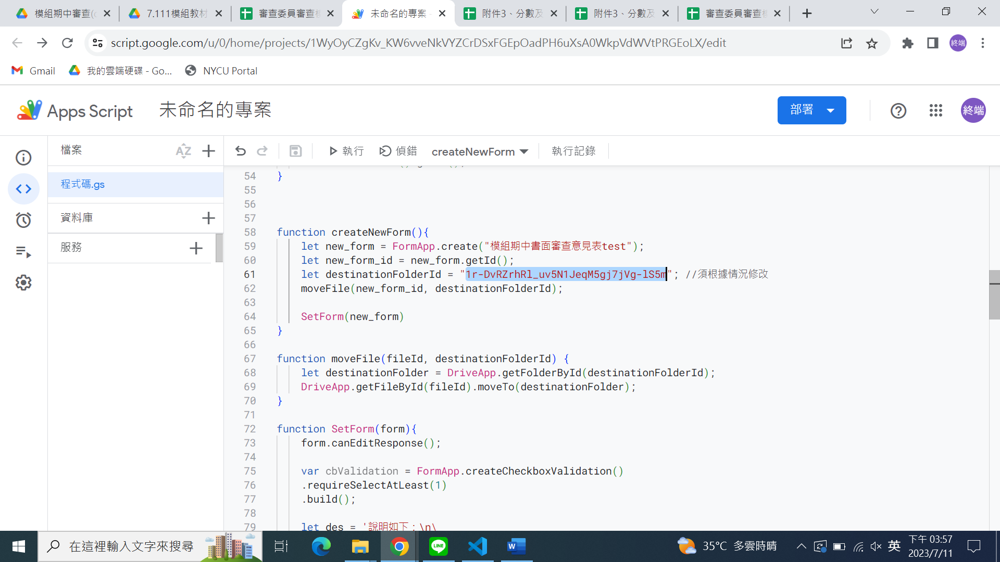 模組期中審查(c
7.111模組教材
審查委員審查模
未命名的專案 -
附件3、分數及
附件3、分數及
審查委員審查模
script.google.com/u/0/home/projects/1WyOyCZgKv_KW6vveNkVYZCrDSxFGEpOadPH6uXsA0WkpVdWVtPRGEoLX/edit
終端
Gmail
我的雲端硬碟 - Go...
NYCU Portal
Apps Script
未命名的專案
部署
終端
檔案
AZ
執行
偵錯
createNewForm
執行記錄
程式碼.gs
資料庫
服務
54 }
55
56
57
58 function createNewForm(){
59 let new_form = FormApp.create("模組期中書面審查意見表test");
60 let new_form_id = new_form.getId();
61 let destinationFolderId = "1r-DvRZrhRl_uv5N1JeqM5gj7jVg-lS5m"; //須根據情況修改
62 moveFile(new_form_id, destinationFolderId);
63
64 SetForm(new_form)
65 }
66
67 function moveFile(fileId, destinationFolderId) {
68 let destinationFolder = DriveApp.getFolderById(destinationFolderId);
69 DriveApp.getFileById(fileId).moveTo(destinationFolder);
70 }
71
72 function SetForm(form){
73 form.canEditResponse();
74
75 var cbValidation = FormApp.createCheckboxValidation()
76 .requireSelectAtLeast(1)
77 .build();
78
79 let des = '說明如下：\n\
在這裡輸入文字來搜尋
LINE
W
35°C 多雲時晴
英
下午 03:57
2023/7/11